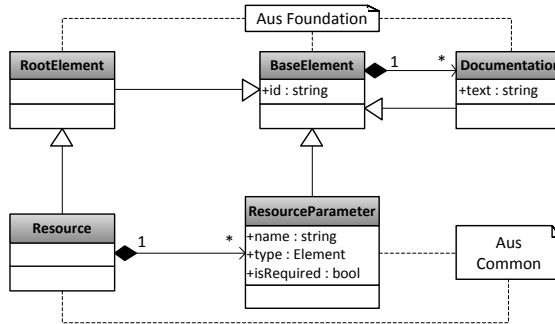 Aus Foundation
RootElement
BaseElement
+id : string
1
*
Documentation
+text : string
Resource
1
*
ResourceParameter
+name : string
+type : Element
+isRequired : bool
Aus
Common